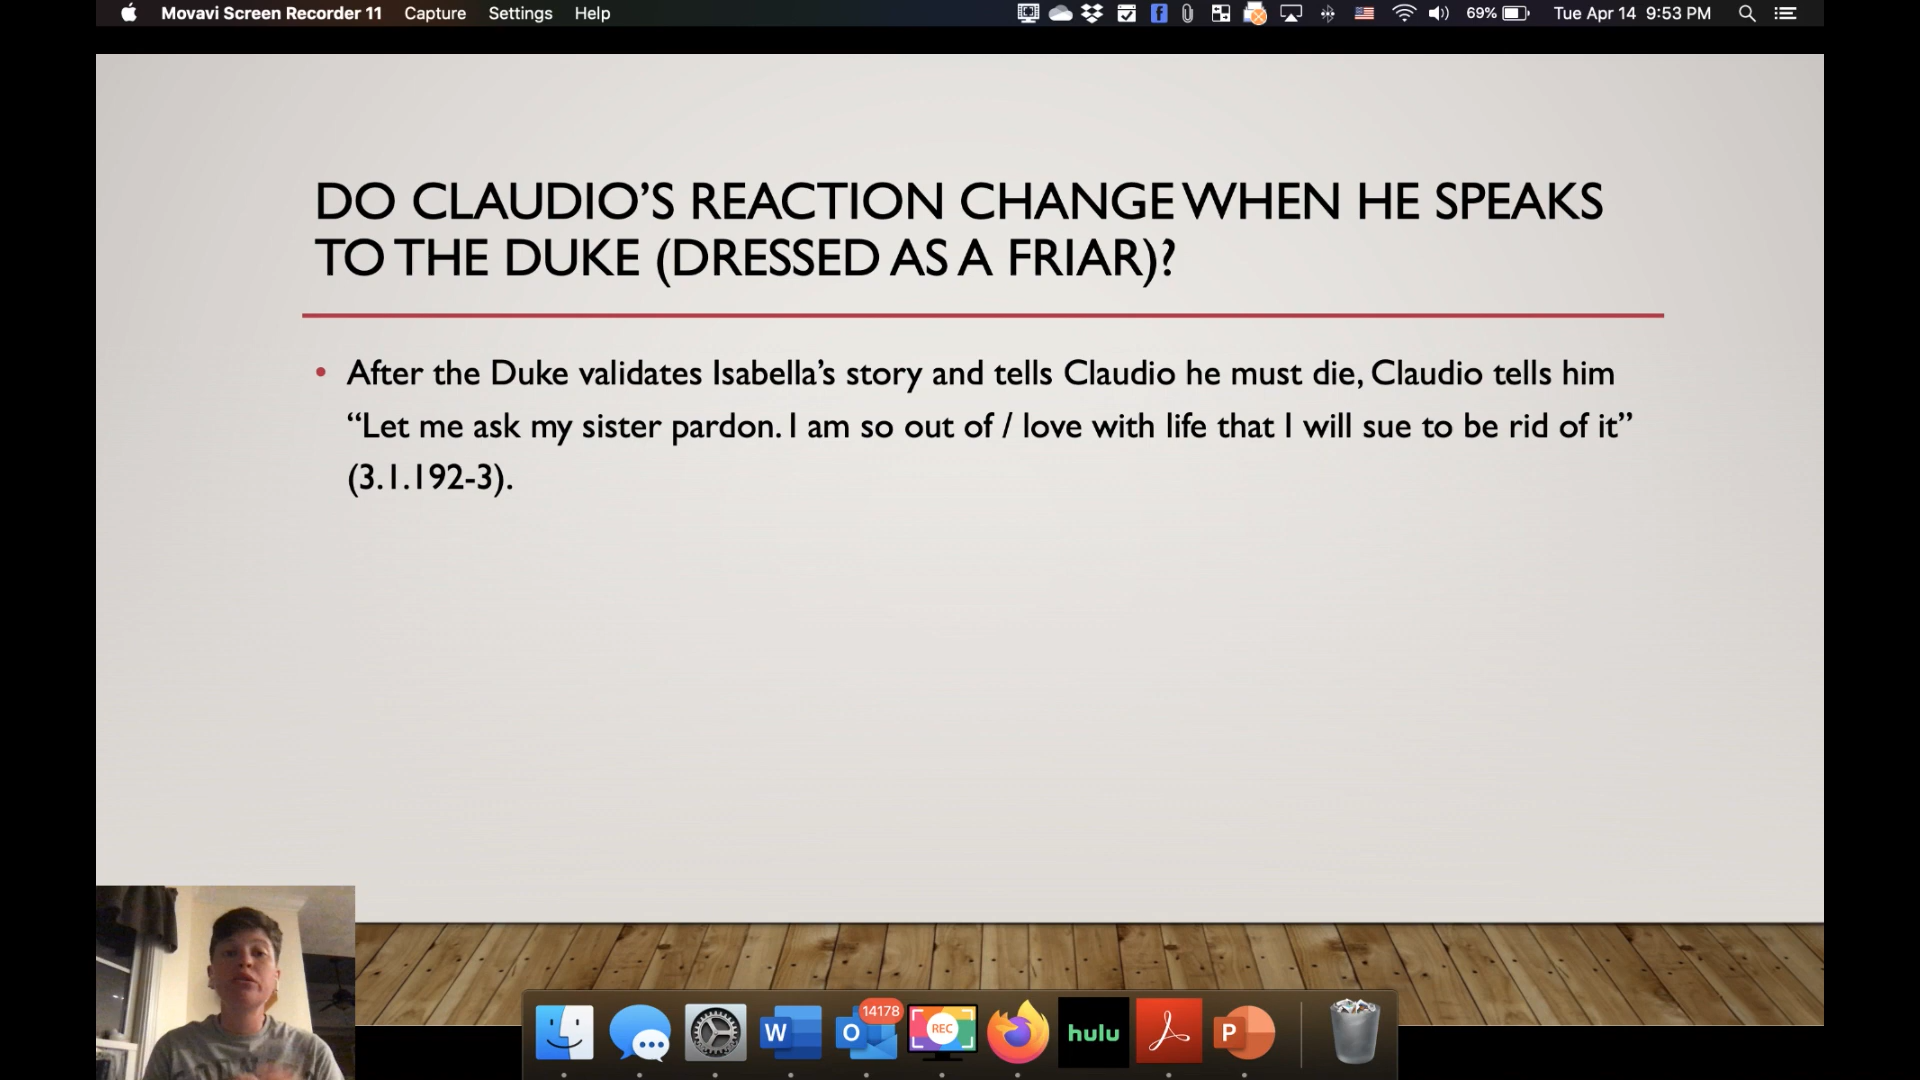 Movavi Screen Recorder 11 Capture Settings Help 69% Tue Apr 14 9:53 PM
DO CLAUDIO’S REACTION CHANGE WHEN HE SPEAKS
TO THE DUKE (DRESSED AS A FRIAR)?
• After the Duke validates Isabella’s story and tells Claudio he must die, Claudio tells him
“Let me ask my sister pardon. I am so out of / love with life that I will sue to be rid of it”
(3.1.192-3).
14178
W O REC hulu P